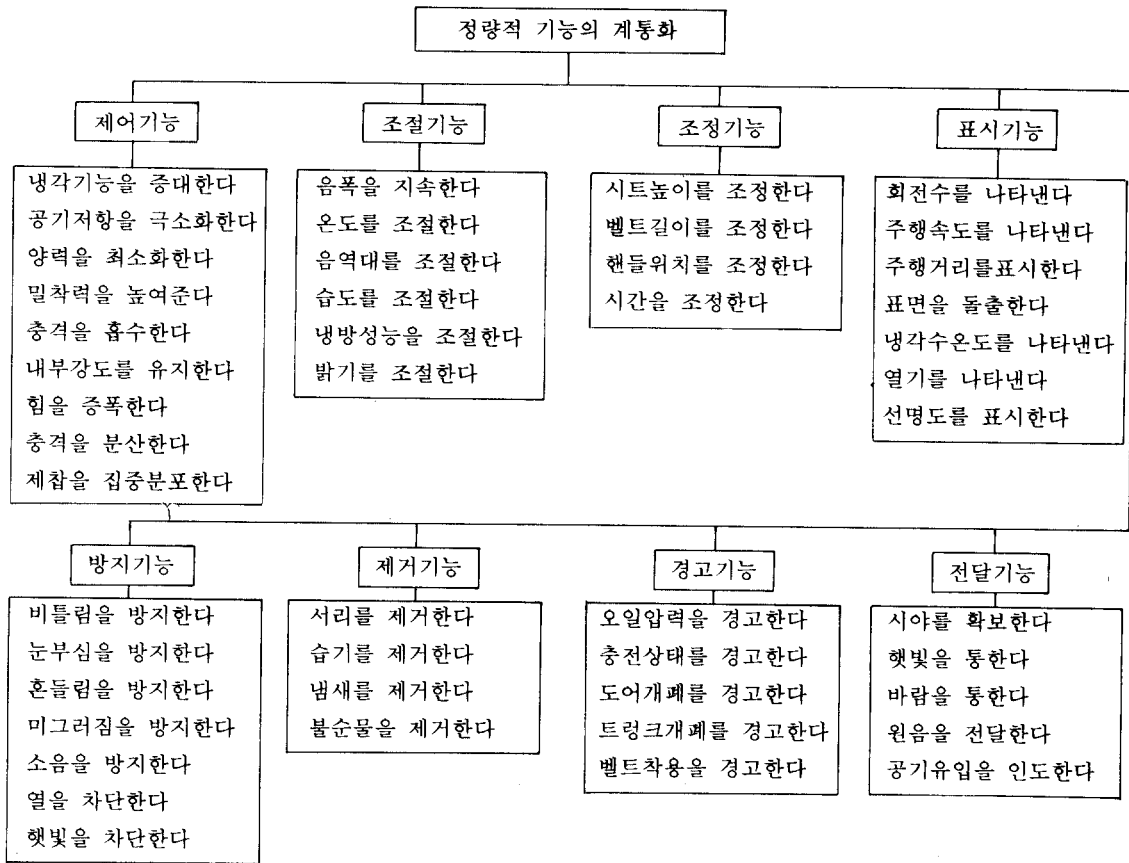 정량적 기능의 계통화
제어기능
냉각기능을 증대한다
공기저항을 극소화한다
양력을 최소화한다
밀착력을 높여준다
충격을 흡수한다
내부강도를 유지한다
힘을 증폭한다
충격을 분산한다
제찹을 집중분포한다
조절기능
음폭을 지속한다
온도를 조절한다
음역대를 조절한다
습도를 조절한다
냉방성능을 조절한다
밝기를 조절한다
조정기능
시트높이를 조정한다
벨트길이를 조정한다
핸들위치를 조정한다
시간을 조정한다
표시기능
회전수를 나타낸다
주행속도를 나타낸다
주행거리를표시한다
표면을 돌출한다
냉각수온도를 나타낸다
열기를 나타낸다
선명도를 표시한다
방지기능
비틀림을 방지한다
눈부심을 방지한다
흔들림을 방지한다
미그러짐을 방지한다
소음을 방지한다
열을 차단한다
햇빛을 차단한다
제거기능
서리를 제거한다
습기를 제거한다
냄새를 제거한다
불순물을 제거한다
경고기능
오일압력을 경고한다
충전상태를 경고한다
도어개폐를 경고한다
트렁크개폐를 경고한다
벨트착용을 경고한다
전달기능
시야를 확보한다
햇빛을 통한다
바람을 통한다
원음을 전달한다
공기유입을 인도한다